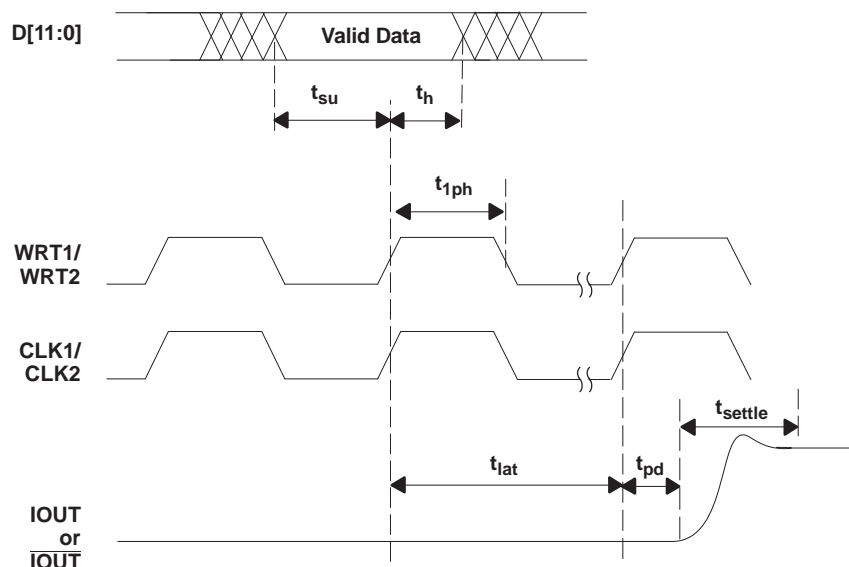 D[11:0]
Valid Data
tsu
th
t1ph
WRT1/
WRT2
CLK1/
CLK2
tsettle
tlat
tpd
IOUT
or
IOUT